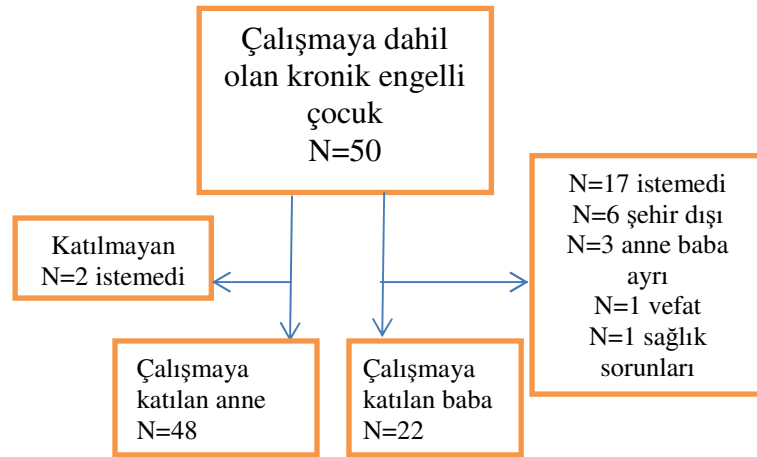 Çalışmaya dahil
olan kronik engelli
çocuk
N=50
Katılmayan
N=2 istemedi
N=17 istemedi
N=6 şehir dışı
N=3 anne baba
ayrı
N=1 vefat
N=1 sağlık
sorunları
Çalışmaya
katılan anne
N=48
Çalışmaya
katılan baba
N=22